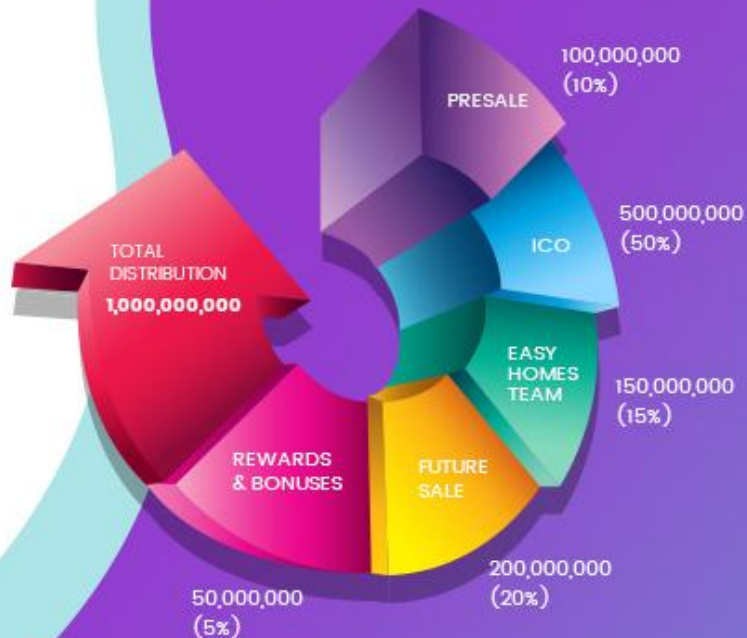 PRESALE
100,000,000
(10%)
ICO
500,000,000
(50%)
EASY
HOMES
TEAM
150,000,000
(15%)
FUTURE
SALE
200,000,000
(20%)
REWARDS
& BONUSES
50,000,000
(5%)
TOTAL
DISTRIBUTION
1,000,000,000